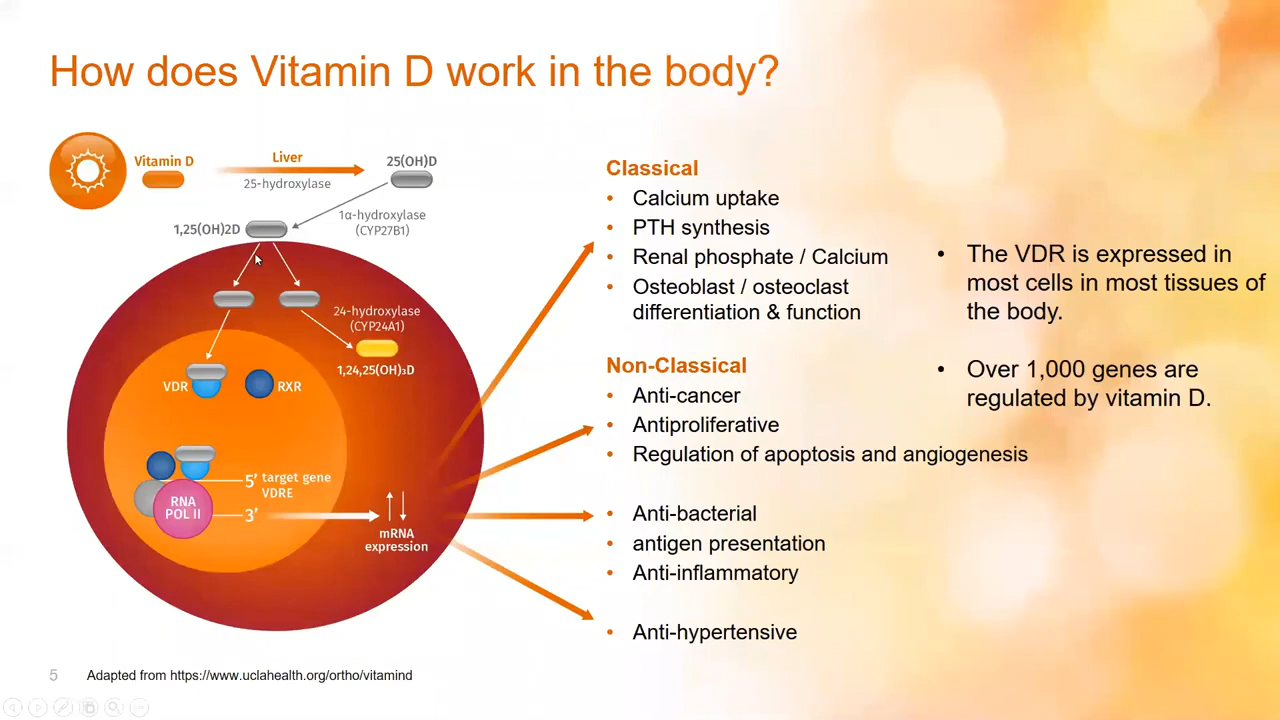 How does Vitamin D work in the body?
Vitamin D
Liver
25-hydroxylase
25(OH)D
1α-hydroxylase
(CYP27B1)
1,25(OH)2D
24-hydroxylase
(CYP24A1)
1,24,25(OH)₃D
VDR
RXR
5' target gene
VDRE
RNA
POL II
3'
mRNA
expression
Classical
• Calcium uptake
• PTH synthesis
• Renal phosphate / Calcium
• Osteoblast / osteoclast
differentiation & function
Non-Classical
• Anti-cancer
• Antiproliferative
• Regulation of apoptosis and angiogenesis
• Anti-bacterial
• antigen presentation
• Anti-inflammatory
• Anti-hypertensive
• The VDR is expressed in
most cells in most tissues of
the body.
• Over 1,000 genes are
regulated by vitamin D.
5
Adapted from https://www.uclahealth.org/ortho/vitamind